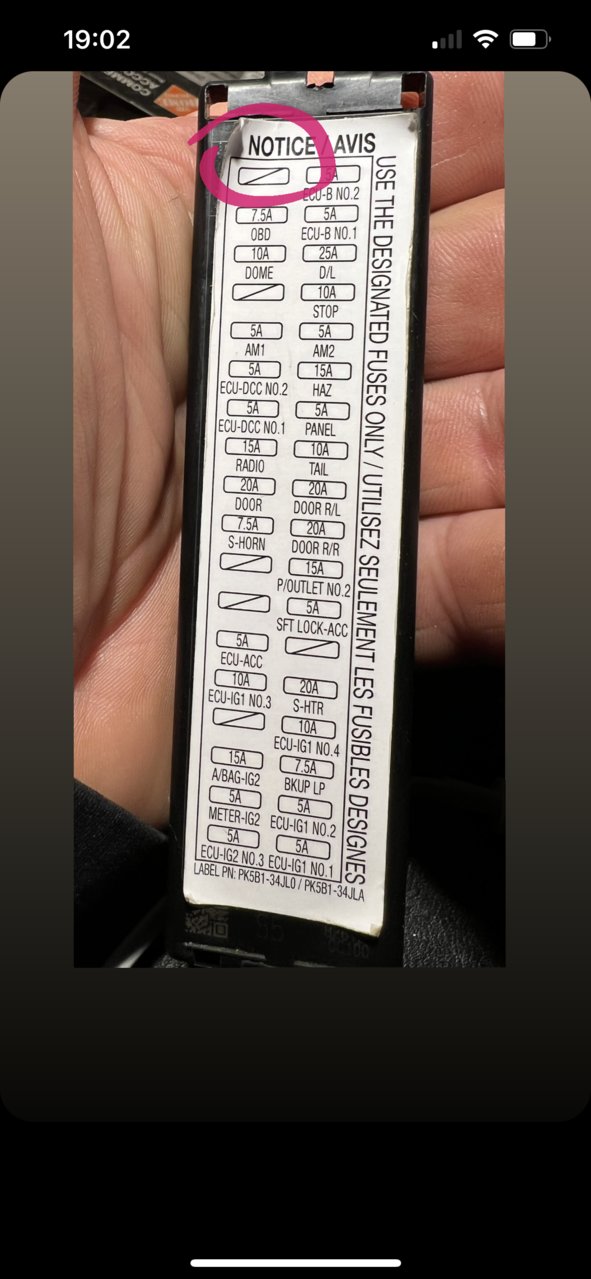 19:02
NOTICE / AVIS
5A
ECU-B NO.2
7.5A 5A
OBD ECU-B NO.1
10A 25A
DOME D/L
10A
STOP
5A 5A
AM1 AM2
5A 15A
ECU-DCC NO.2 HAZ
5A 5A
ECU-DCC NO.1 PANEL
15A 10A
RADIO TAIL
20A 20A
DOOR DOOR R/L
7.5A 20A
S-HORN DOOR R/R
15A
P/OUTLET NO.2
5A
SFT LOCK-ACC
5A
ECU-ACC
10A 20A
ECU-IG1 NO.3 S-HTR
10A
ECU-IG1 NO.4
15A 7.5A
A/BAG-IG2 BKUP LP
5A 5A
METER-IG2 ECU-IG1 NO.2
5A 5A
ECU-IG2 NO.3 ECU-IG1 NO.1
LABEL PN: PK5B1-34JL0 / PK5B1-34JLA
USE THE DESIGNATED FUSES ONLY / UTILISEZ SEULEMENT LES FUSIBLES DESIGNES